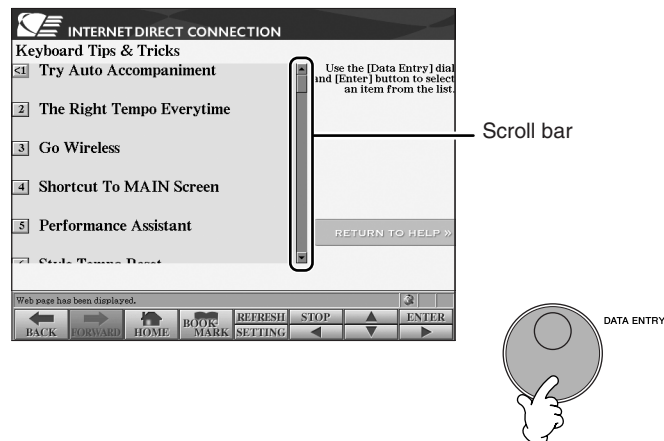 INTERNET DIRECT CONNECTION
Keyboard Tips & Tricks
<1 Try Auto Accompaniment
2 The Right Tempo Everytime
3 Go Wireless
4 Shortcut To MAIN Screen
5 Performance Assistant
Style Tempo Reset
Use the [Data Entry] dial
and [Enter] button to select
an item from the list.
RETURN TO HELP »
Scroll bar
Web page has been displayed.
BACK FORWARD HOME BOOK MARK REFRESH STOP ENTER
SETTING
DATA ENTRY